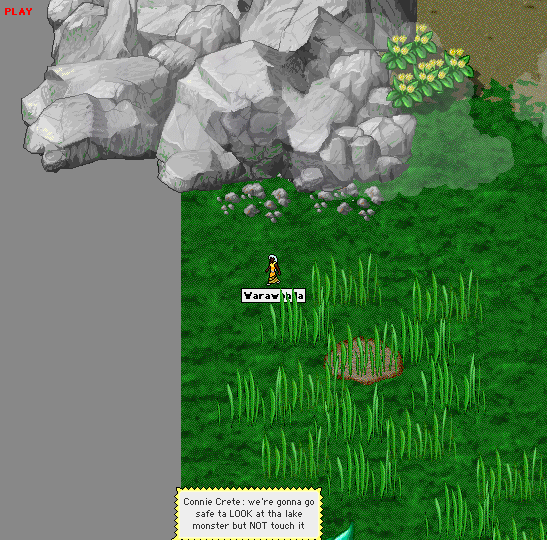 PLAY
Connie Crete: we're gonna go
safe ta LOOK at tha lake
monster but NOT touch it